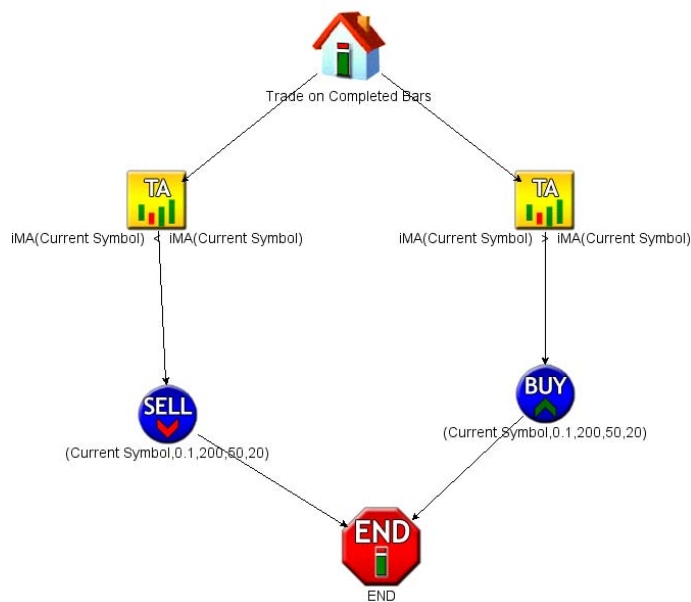 Trade on Completed Bars
TA
TA
iMA(Current Symbol) < iMA(Current Symbol)
iMA(Current Symbol) > iMA(Current Symbol)
SELL
BUY
(Current Symbol,0.1,200,50,20)
(Current Symbol,0.1,200,50,20)
END
END